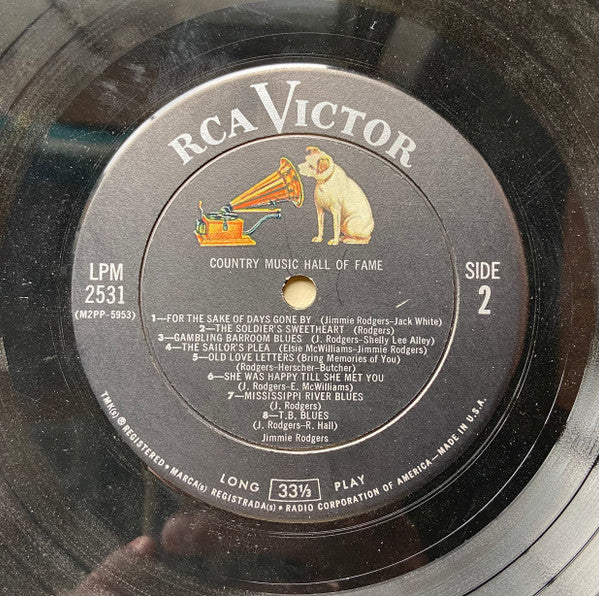 RCA VICTOR
COUNTRY MUSIC HALL OF FAME
LPM
2531
(M2PP-5953)
SIDE
2
1—FOR THE SAKE OF DAYS GONE BY (Jimmie Rodgers-Jack White)
2—THE SOLDIER'S SWEETHEART (Rodgers)
3—GAMBLING BARROOM BLUES (J. Rodgers-Shelly Lee Alley)
4—THE SAILOR'S PLEA (Elsie McWilliams-Jimmie Rodgers)
5—OLD LOVE LETTERS (Bring Memories of You)
(Rodgers-Herscher-Butcher)
6—SHE WAS HAPPY TILL SHE MET YOU
(J. Rodgers-E. McWilliams)
7—MISSISSIPPI RIVER BLUES
(J. Rodgers)
8—T.B. BLUES
(J. Rodgers-R. Hall)
Jimmie Rodgers
LONG 33⅓ PLAY
TMK(s) ® REGISTERED • MARCA(s) REGISTRADA(s) • RADIO CORPORATION OF AMERICA—MADE IN U.S.A.